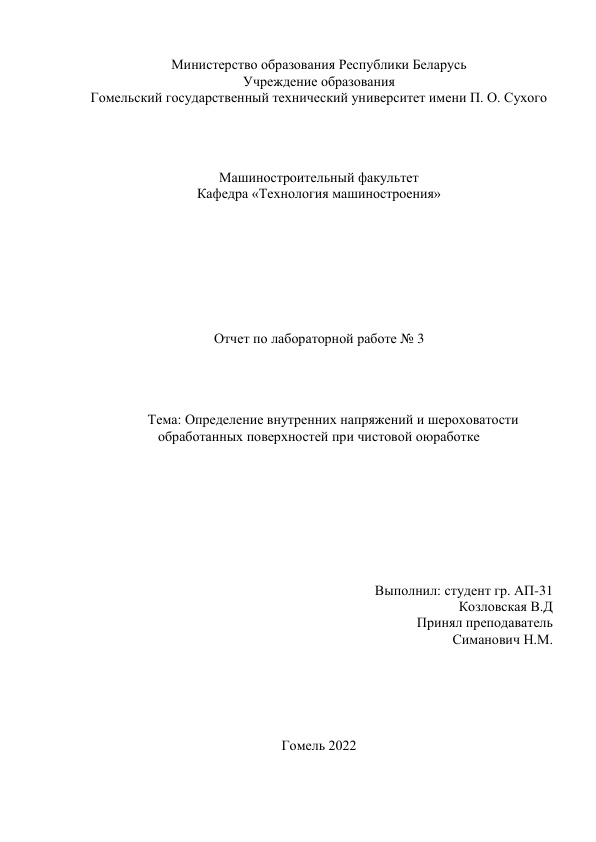 Министерство образования Республики Беларусь
Учреждение образования
Гомельский государственный технический университет имени П. О. Сухого
Машиностроительный факультет
Кафедра «Технология машиностроения»
Отчет по лабораторной работе № 3
Тема: Определение внутренних напряжений и шероховатости
обработанных поверхностей при чистовой оюработке
Выполнил: студент гр. АП-31
Козловская В.Д
Принял преподаватель
Симанович Н.М.
Гомель 2022